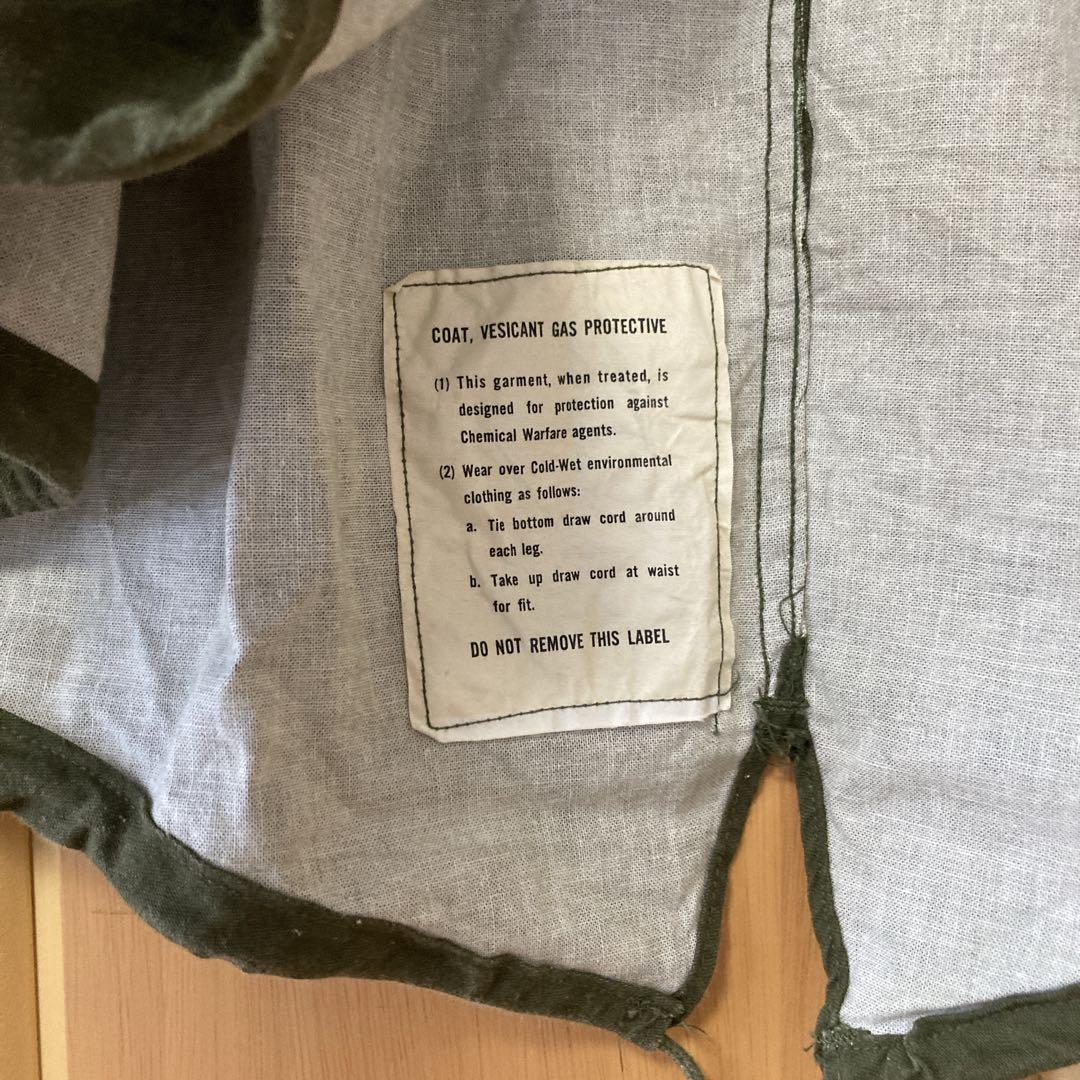 COAT, VESICANT GAS PROTECTIVE
(1) This garment, when treated, is
designed for protection against
Chemical Warfare agents.
(2) Wear over Cold-Wet environmental
clothing as follows:
a. Tie bottom draw cord around
each leg.
b. Take up draw cord at waist
for fit.
DO NOT REMOVE THIS LABEL